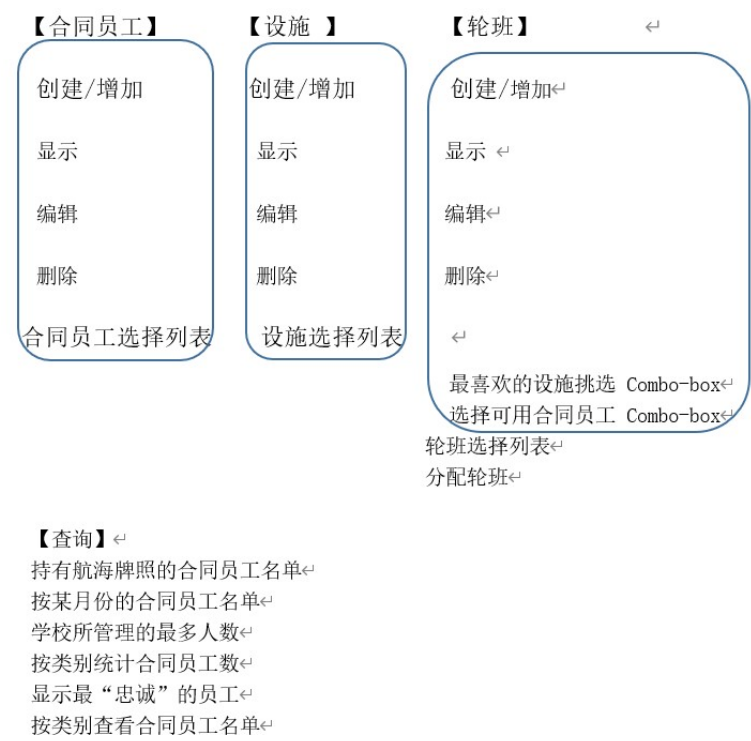 【合同员工】 【设施 】 【轮班】
创建/增加 创建/增加 创建/增加
显示 显示 显示
编辑 编辑 编辑
删除 删除 删除
合同员工选择列表 设施选择列表
最喜欢的设施挑选 Combo-box
选择可用合同员工 Combo-box
轮班选择列表
分配轮班
【查询】
持有航海牌照的合同员工名单
按某月份的合同员工名单
学校所管理的最多人数
按类别统计合同员工数
显示最“忠诚”的员工
按类别查看合同员工名单